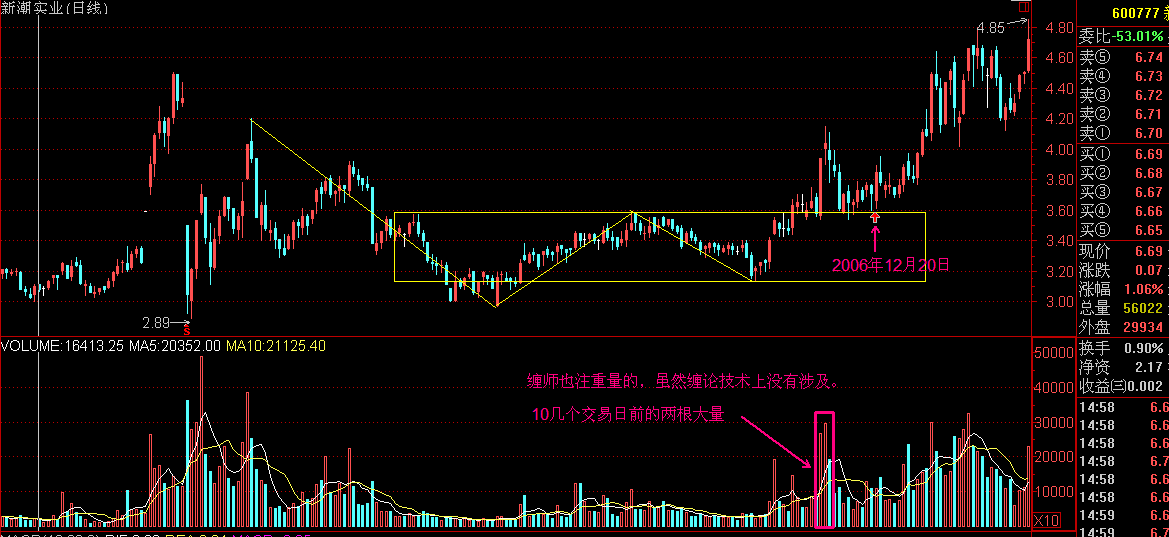 新潮实业(日线)
600777 新
4.85
4.80
委比-53.01%
4.60
卖⑤ 6.74
4.40
卖④ 6.73
卖③ 6.72
4.20
卖② 6.71
卖① 6.70
4.00
买① 6.69
3.80
买② 6.68
买③ 6.67
3.60
买④ 6.66
买⑤ 6.65
3.40
现价 6.69
2006年12月20日
3.20
涨跌 0.07
涨幅 1.06%
3.00
总量 56022
2.89
外盘 29934
S
VOLUME:16413.25 MA5:20352.00 MA10:21125.40
换手 0.90%
50000
净资 2.17
缠师也注重量的，虽然缠论技术上没有涉及。
40000
收益㈢0.002
10几个交易日前的两根大量
14:58 6.6
30000
14:58 6.6
14:58 6.6
20000
14:58 6.7
14:58 6.6
10000
14:58 6.6
X10
14:59 6.6
14:59 6.7